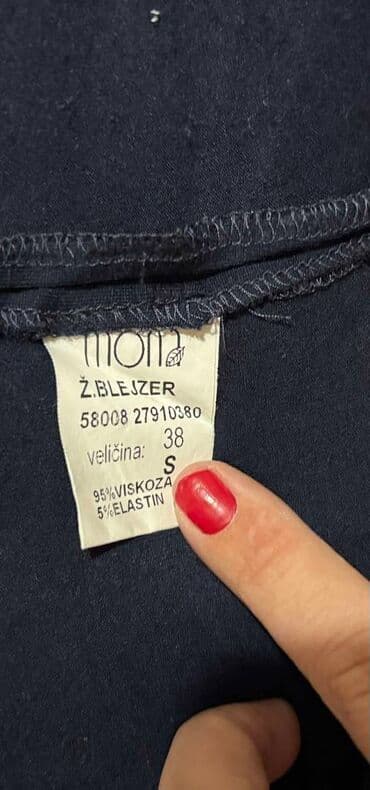 mona
Ž.BLEJZER
58008 27910380
veličina: 38
S
95%VISKOZA
5%ELASTIN